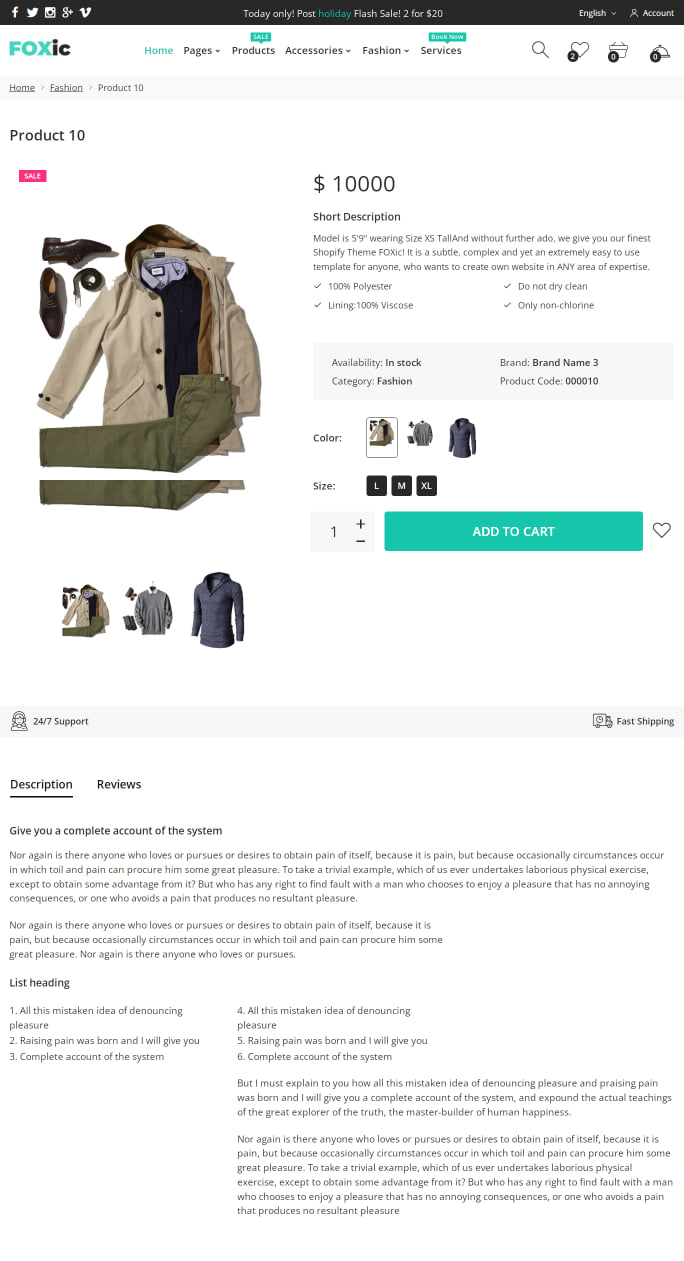 Today only! Post holiday Flash Sale! 2 for $20
English
Account
FOXic
SALE
Book Now
Home Pages Products Accessories Fashion Services
2
0
0
Home > Fashion > Product 10
Product 10
SALE
$ 10000
Short Description
Model is 5'9" wearing Size XS TallAnd without further ado, we give you our finest
Shopify Theme FOXic! It is a subtle, complex and yet an extremely easy to use
template for anyone, who wants to create own website in ANY area of expertise.
100% Polyester
Do not dry clean
Lining:100% Viscose
Only non-chlorine
Availability: In stock
Brand: Brand Name 3
Category: Fashion
Product Code: 000010
Color:
Size:
L M XL
1 + −
ADD TO CART
24/7 Support
Fast Shipping
Description Reviews
Give you a complete account of the system
Nor again is there anyone who loves or pursues or desires to obtain pain of itself, because it is pain, but because occasionally circumstances occur
in which toil and pain can procure him some great pleasure. To take a trivial example, which of us ever undertakes laborious physical exercise,
except to obtain some advantage from it? But who has any right to find fault with a man who chooses to enjoy a pleasure that has no annoying
consequences, or one who avoids a pain that produces no resultant pleasure.
Nor again is there anyone who loves or pursues or desires to obtain pain of itself, because it is
pain, but because occasionally circumstances occur in which toil and pain can procure him some
great pleasure. Nor again is there anyone who loves or pursues.
List heading
1. All this mistaken idea of denouncing
pleasure
2. Raising pain was born and I will give you
3. Complete account of the system
4. All this mistaken idea of denouncing
pleasure
5. Raising pain was born and I will give you
6. Complete account of the system
But I must explain to you how all this mistaken idea of denouncing pleasure and praising pain
was born and I will give you a complete account of the system, and expound the actual teachings
of the great explorer of the truth, the master-builder of human happiness.
Nor again is there anyone who loves or pursues or desires to obtain pain of itself, because it is
pain, but because occasionally circumstances occur in which toil and pain can procure him some
great pleasure. To take a trivial example, which of us ever undertakes laborious physical
exercise, except to obtain some advantage from it? But who has any right to find fault with a man
who chooses to enjoy a pleasure that has no annoying consequences, or one who avoids a pain
that produces no resultant pleasure